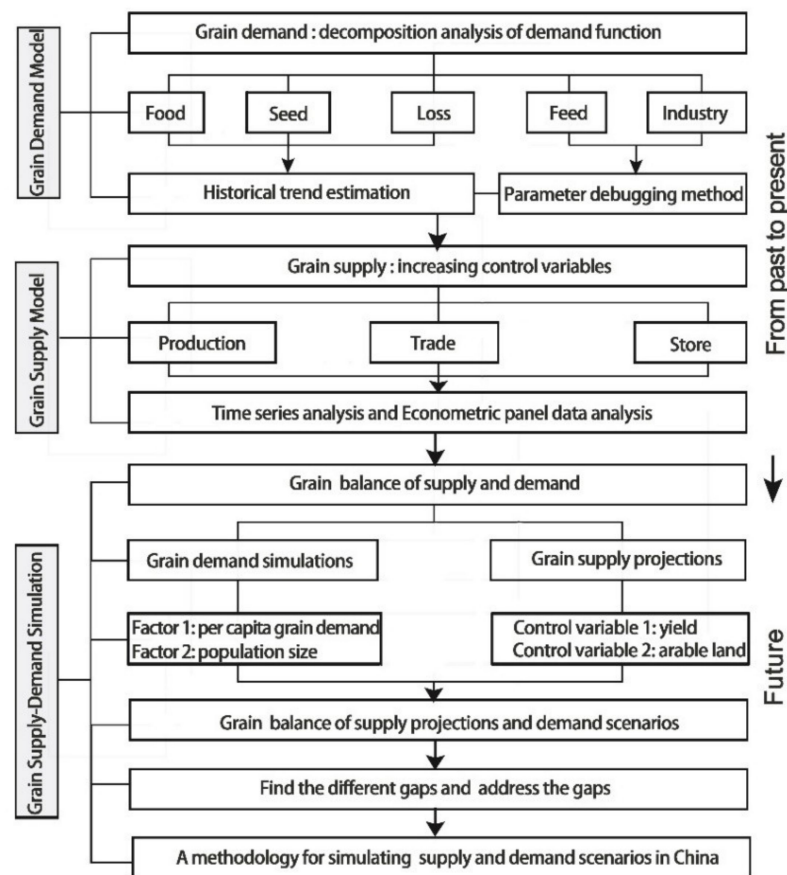 Grain Demand Model
Grain demand : decomposition analysis of demand function
Food
Seed
Loss
Feed
Industry
Historical trend estimation
Parameter debugging method
From past to present
Grain Supply Model
Grain supply : increasing control variables
Production
Trade
Store
Time series analysis and Econometric panel data analysis
Grain Supply-Demand Simulation
Grain balance of supply and demand
Grain demand simulations
Grain supply projections
Factor 1: per capita grain demand
Factor 2: population size
Control variable 1: yield
Control variable 2: arable land
Future
Grain balance of supply projections and demand scenarios
Find the different gaps and address the gaps
A methodology for simulating supply and demand scenarios in China